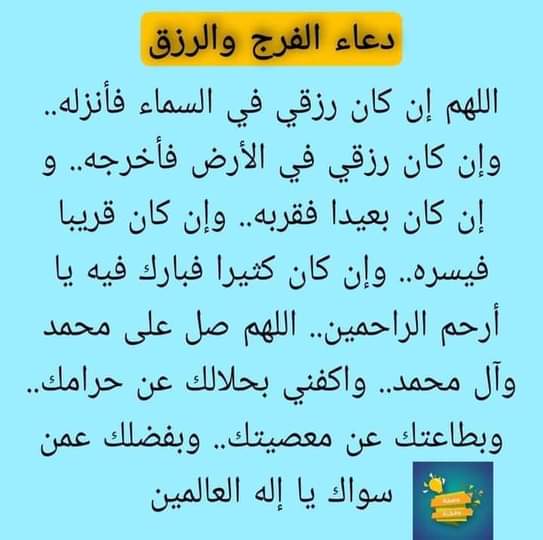 دعاء الفرج والرزق
اللهم إن كان رزقي في السماء فأنزله..
وإن كان رزقي في الأرض فأخرجه.. و
إن كان بعيدا فقربه.. وإن كان قريبا
فيسره.. وإن كان كثيرا فبارك فيه يا
أرحم الراحمين.. اللهم صل على محمد
وآل محمد.. واكفني بحلالك عن حرامك..
وبطاعتك عن معصيتك.. وبفضلك عمن
سواك يا إله العالمين